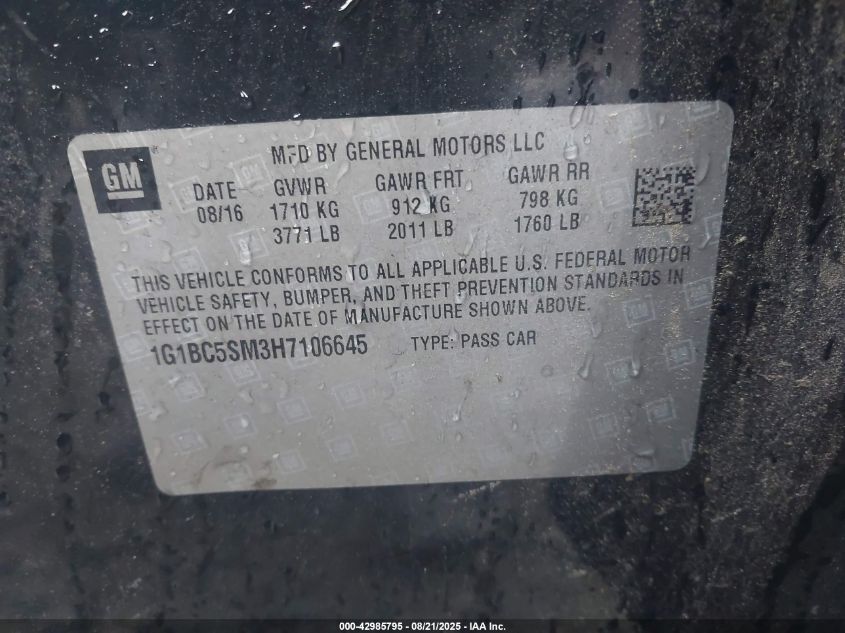 GM
MFD BY GENERAL MOTORS LLC
DATE GVWR GAWR FRT GAWR RR
08/16 1710 KG 912 KG 798 KG
3771 LB 2011 LB 1760 LB
THIS VEHICLE CONFORMS TO ALL APPLICABLE U.S. FEDERAL MOTOR
VEHICLE SAFETY, BUMPER, AND THEFT PREVENTION STANDARDS IN
EFFECT ON THE DATE OF MANUFACTURE SHOWN ABOVE.
1G1BC5SM3H7106645 TYPE: PASS CAR
000-42985795 - 08/21/2025 - IAA Inc.